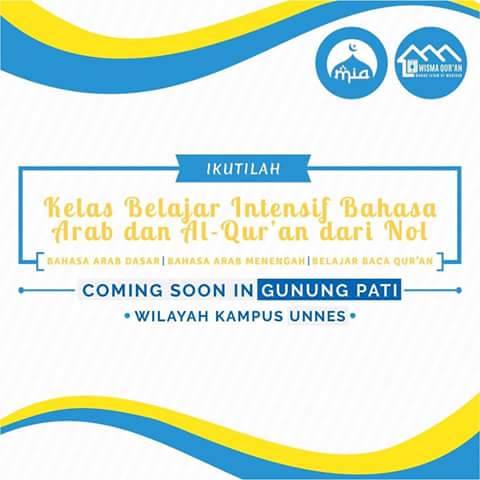 mia
WISMA QUR'AN
IKUTILAH
Kelas Belajar Intensif Bahasa
Arab dan Al-Qur'an dari Nol
BAHASA ARAB DASAR|BAHASA ARAB MENENGAH|BELAJAR BACA QUR'AN
COMING SOON IN GUNUNG PATI
• WILAYAH KAMPUS UNNES •